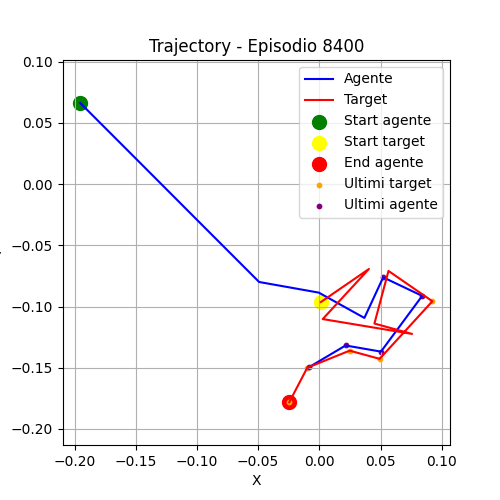 Trajectory - Episodio 8400
Agente
Target
Start agente
Start target
End agente
Ultimi target
Ultimi agente
0.10
0.05
0.00
−0.05
−0.10
−0.15
−0.20
−0.20
−0.15
−0.10
−0.05
0.00
0.05
0.10
X